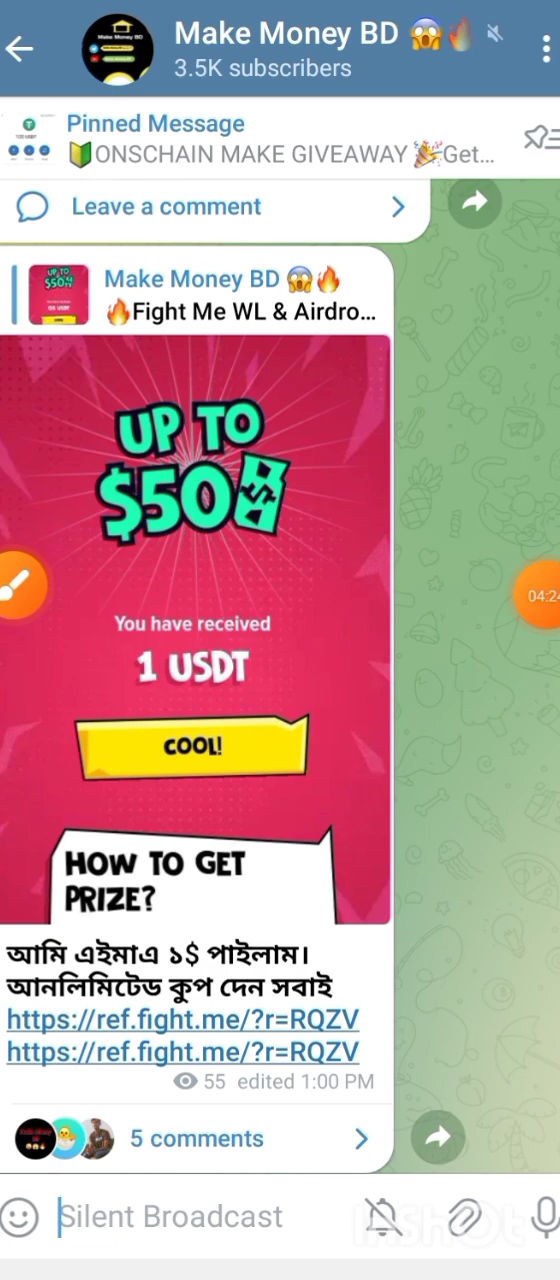 Make Money BD 😱🔥
3.5K subscribers
Pinned Message
🔰ONSCHAIN MAKE GIVEAWAY 🎉Get...
Leave a comment
Make Money BD 😱🔥
🔥Fight Me WL & Airdro...
UP TO
$50
You have received
1 USDT
COOL!
HOW TO GET
PRIZE?
আমি এইমাএ ১$ পাইলাম।
আনলিমিটেড কুপ দেন সবাই
https://ref.fight.me/?r=RQZV
https://ref.fight.me/?r=RQZV
55 edited 1:00 PM
5 comments
Silent Broadcast
04:24
InShOt